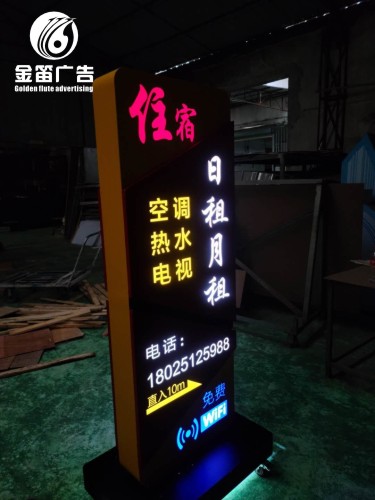 金笛广告
Golden flute advertising
住宿
日租月租
空调
热水
电视
电话：
18025125988
直入10m
免费
WiFi